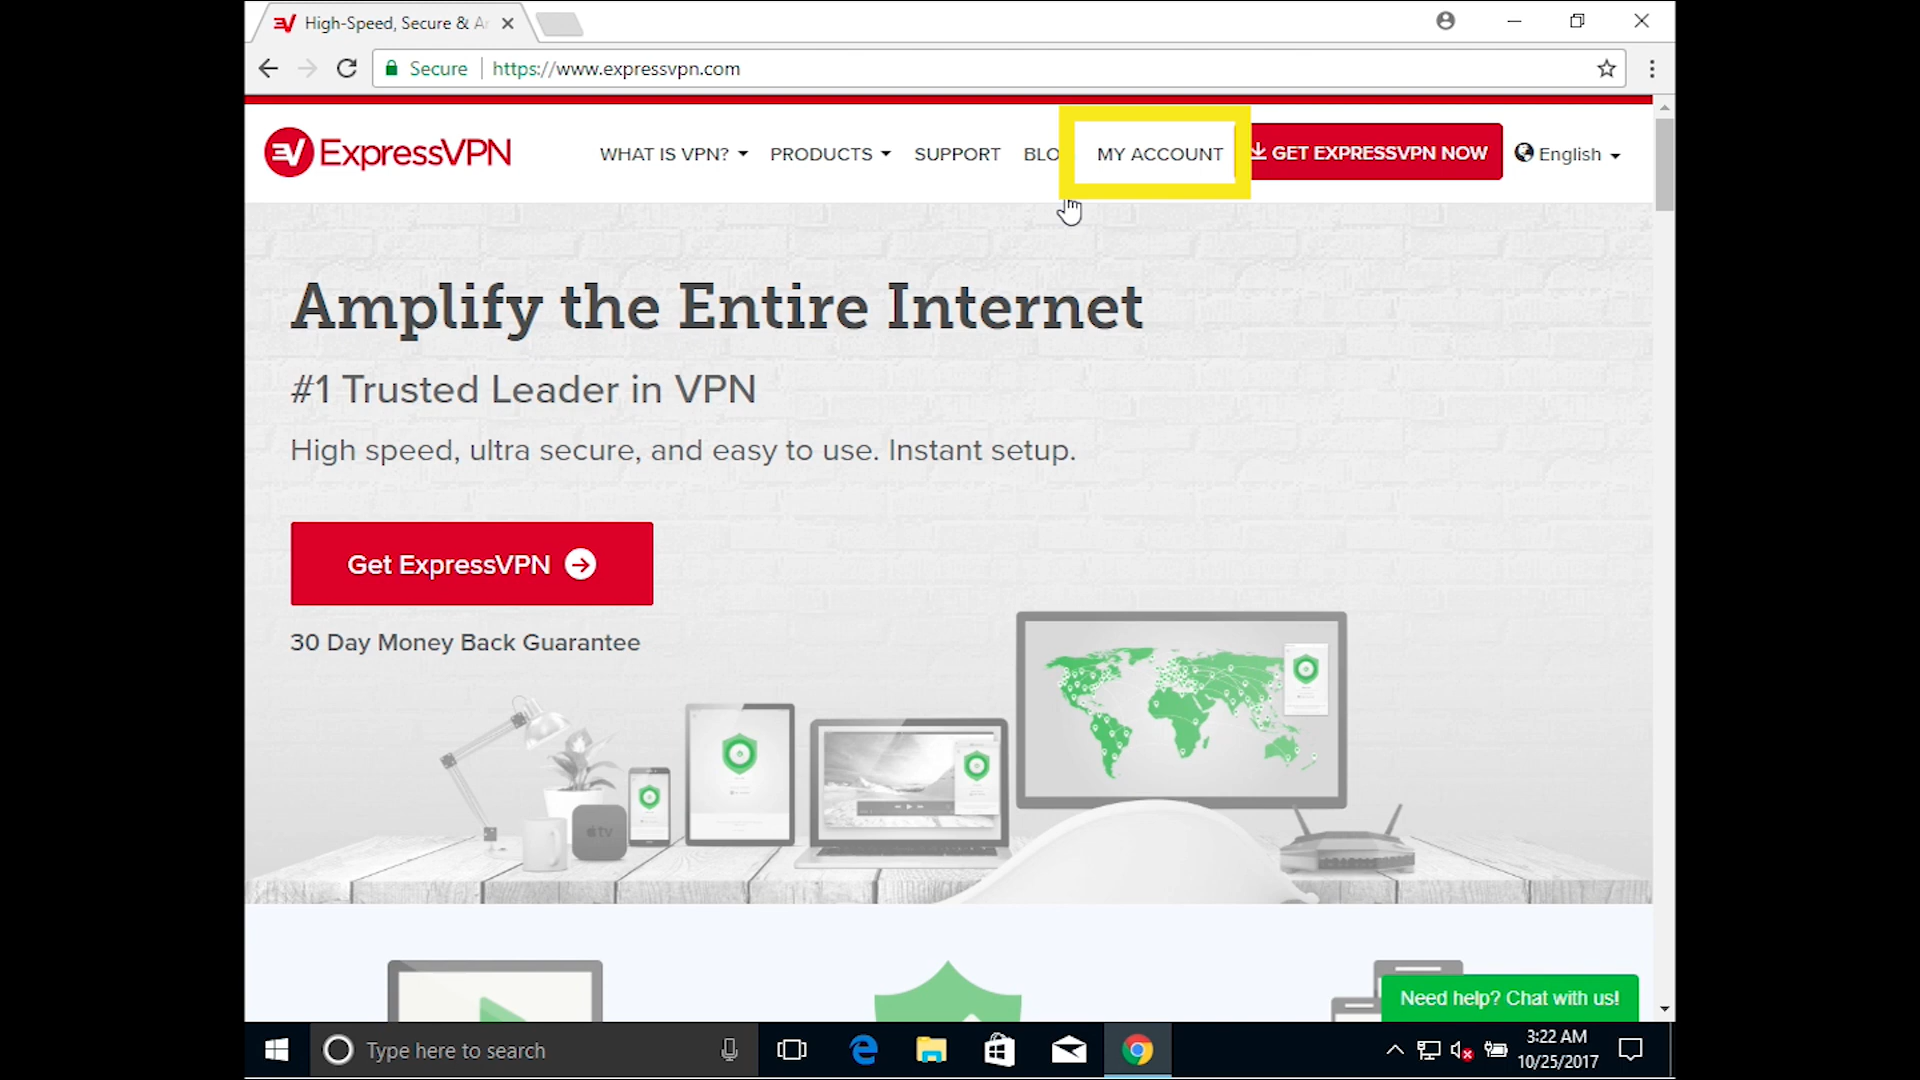 High-Speed, Secure & A
Secure
https://www.expressvpn.com
ExpressVPN
WHAT IS VPN?
PRODUCTS
SUPPORT
BLO
MY ACCOUNT
GET EXPRESSVPN NOW
English
Amplify the Entire Internet
#1 Trusted Leader in VPN
High speed, ultra secure, and easy to use. Instant setup.
Get ExpressVPN
30 Day Money Back Guarantee
tv
Need help? Chat with us!
Type here to search
3:22 AM
10/25/2017